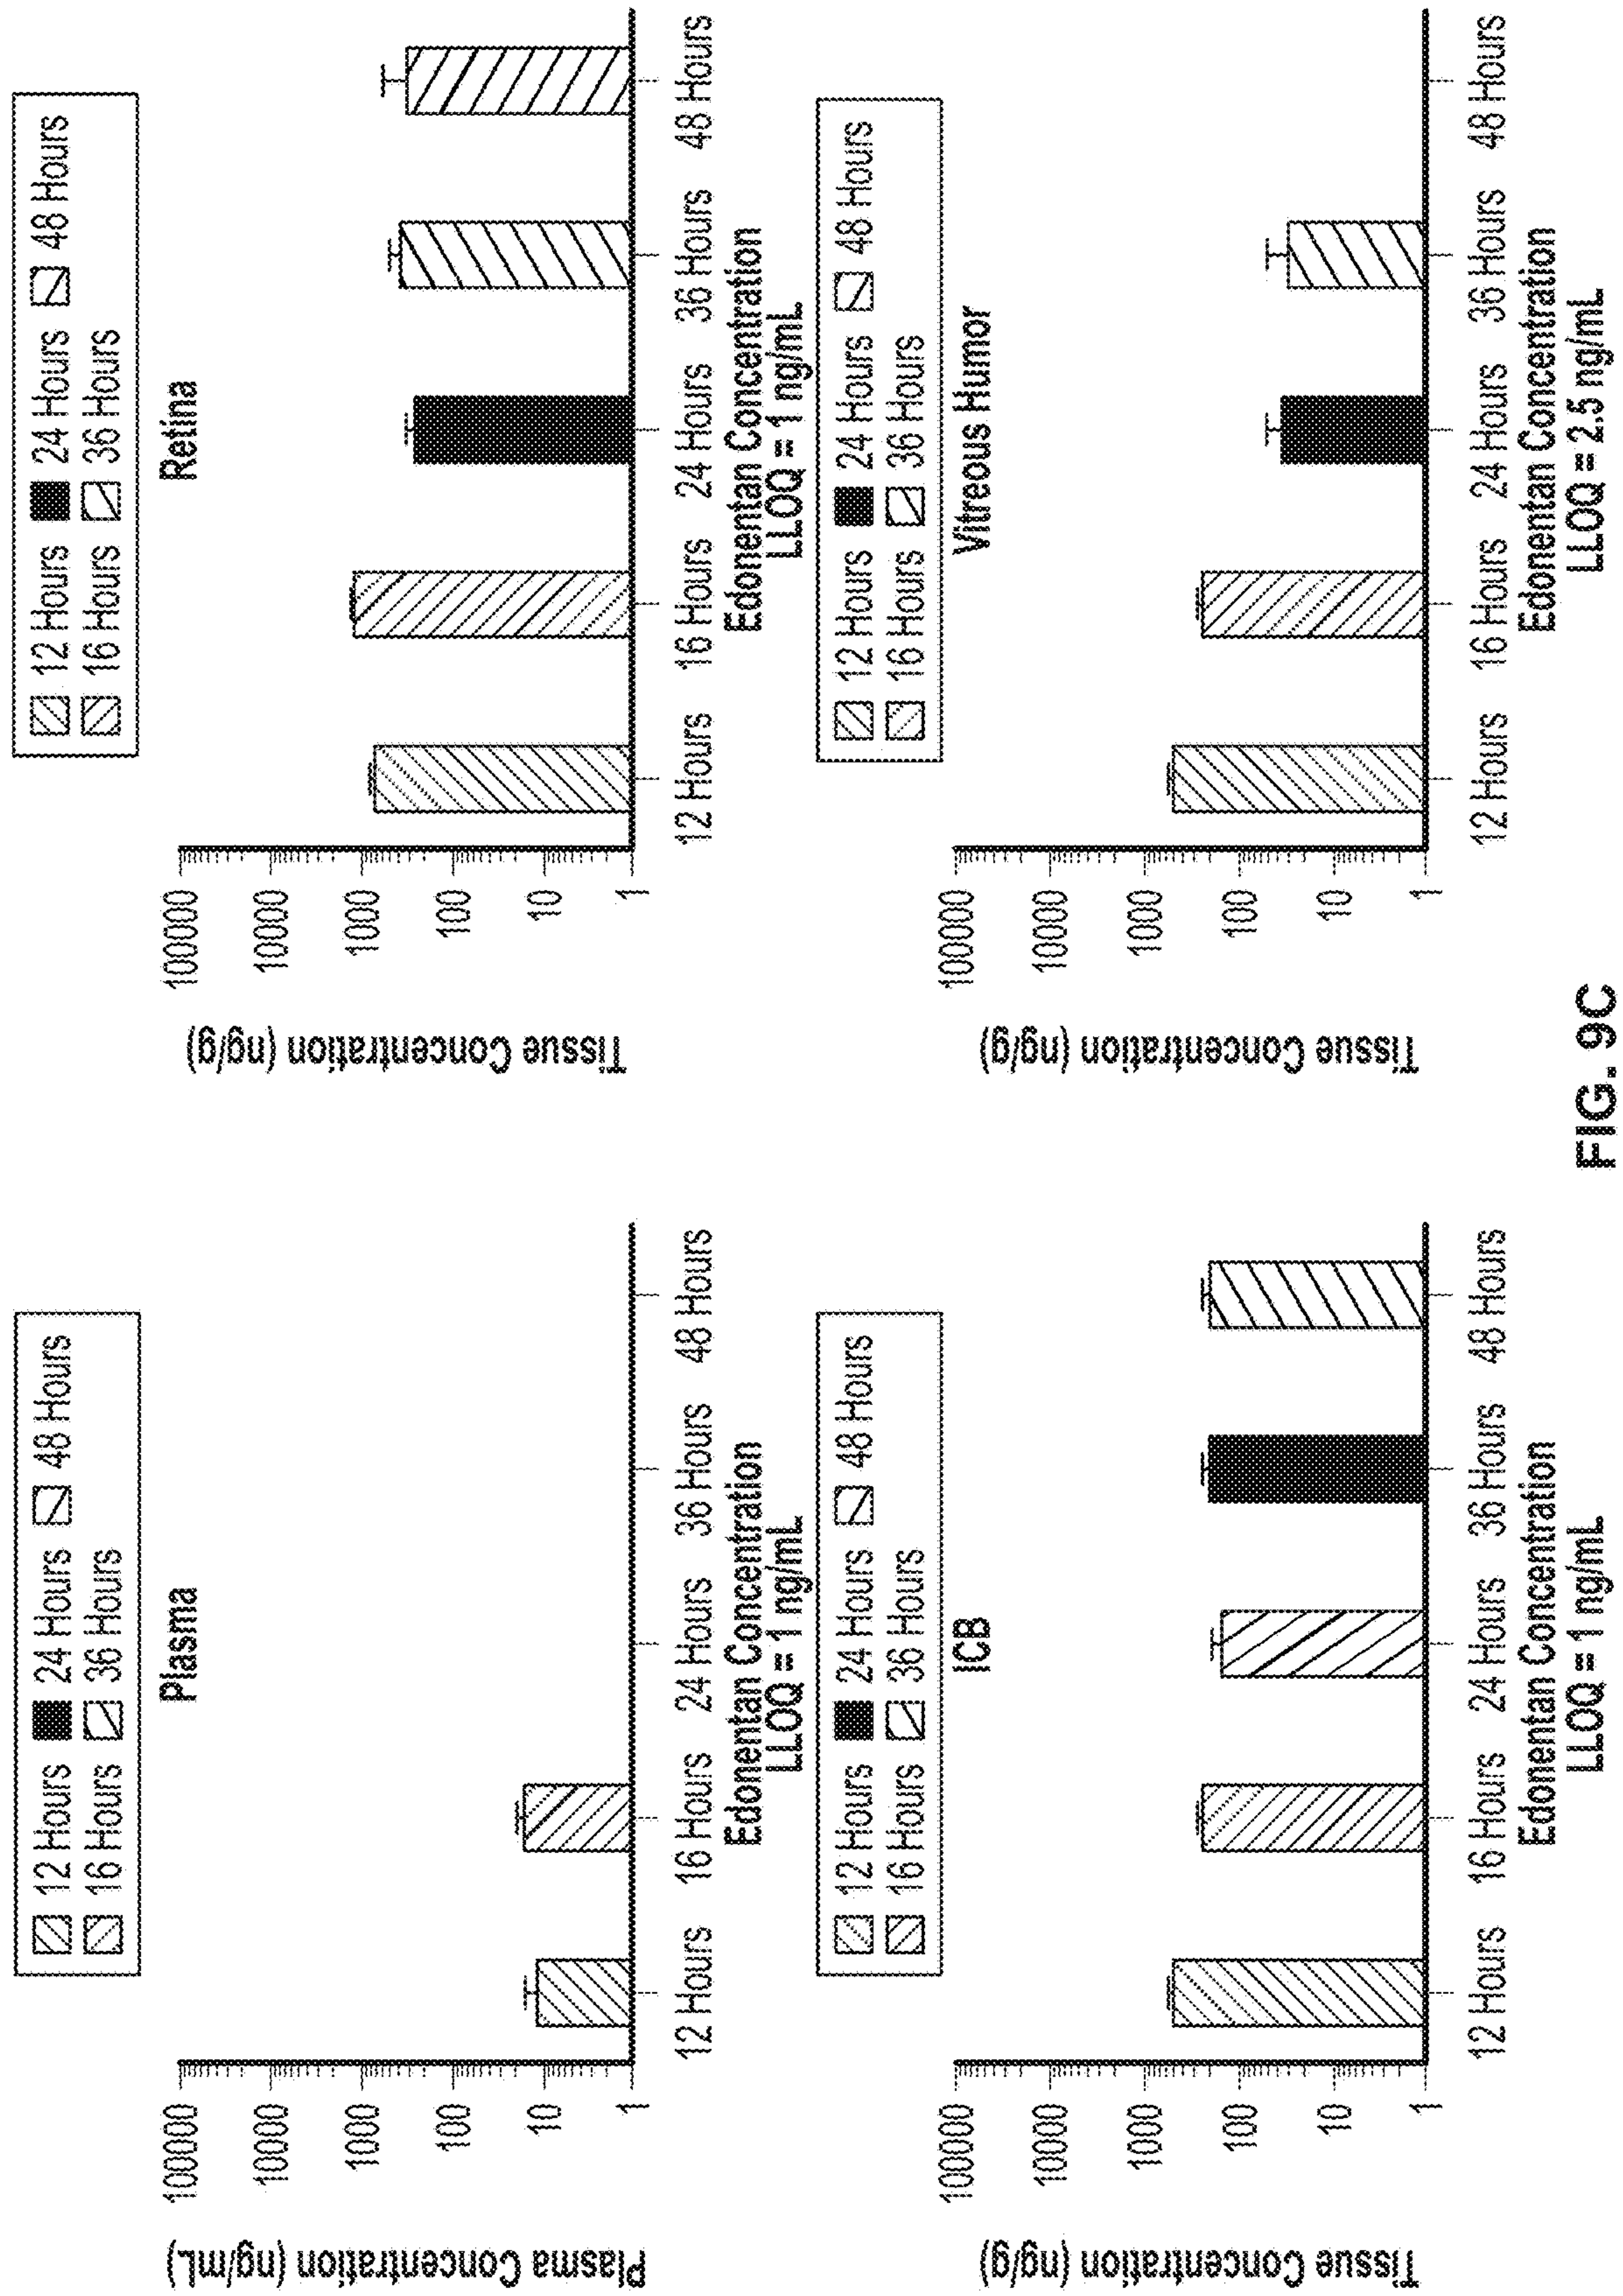 12 Hours 24 Hours 48 Hours
16 Hours 36 Hours
Plasma
Plasma Concentration (ng/mL)
100000
10000
1000
100
10
1
12 Hours 16 Hours 24 Hours 36 Hours 48 Hours
Edonentan Concentration
LLOQ = 1 ng/mL
12 Hours 24 Hours 48 Hours
16 Hours 36 Hours
Retina
Tissue Concentration (ng/g)
100000
10000
1000
100
10
1
12 Hours 16 Hours 24 Hours 36 Hours 48 Hours
Edonentan Concentration
LLOQ = 1 ng/mL
12 Hours 24 Hours 48 Hours
16 Hours 36 Hours
ICB
Tissue Concentration (ng/g)
100000
10000
1000
100
10
1
12 Hours 16 Hours 24 Hours 36 Hours 48 Hours
Edonentan Concentration
LLOQ = 1 ng/mL
12 Hours 24 Hours 48 Hours
16 Hours 36 Hours
Vitreous Humor
Tissue Concentration (ng/g)
100000
10000
1000
100
10
1
12 Hours 16 Hours 24 Hours 36 Hours 48 Hours
Edonentan Concentration
LLOQ = 2.5 ng/mL
FIG. 9C